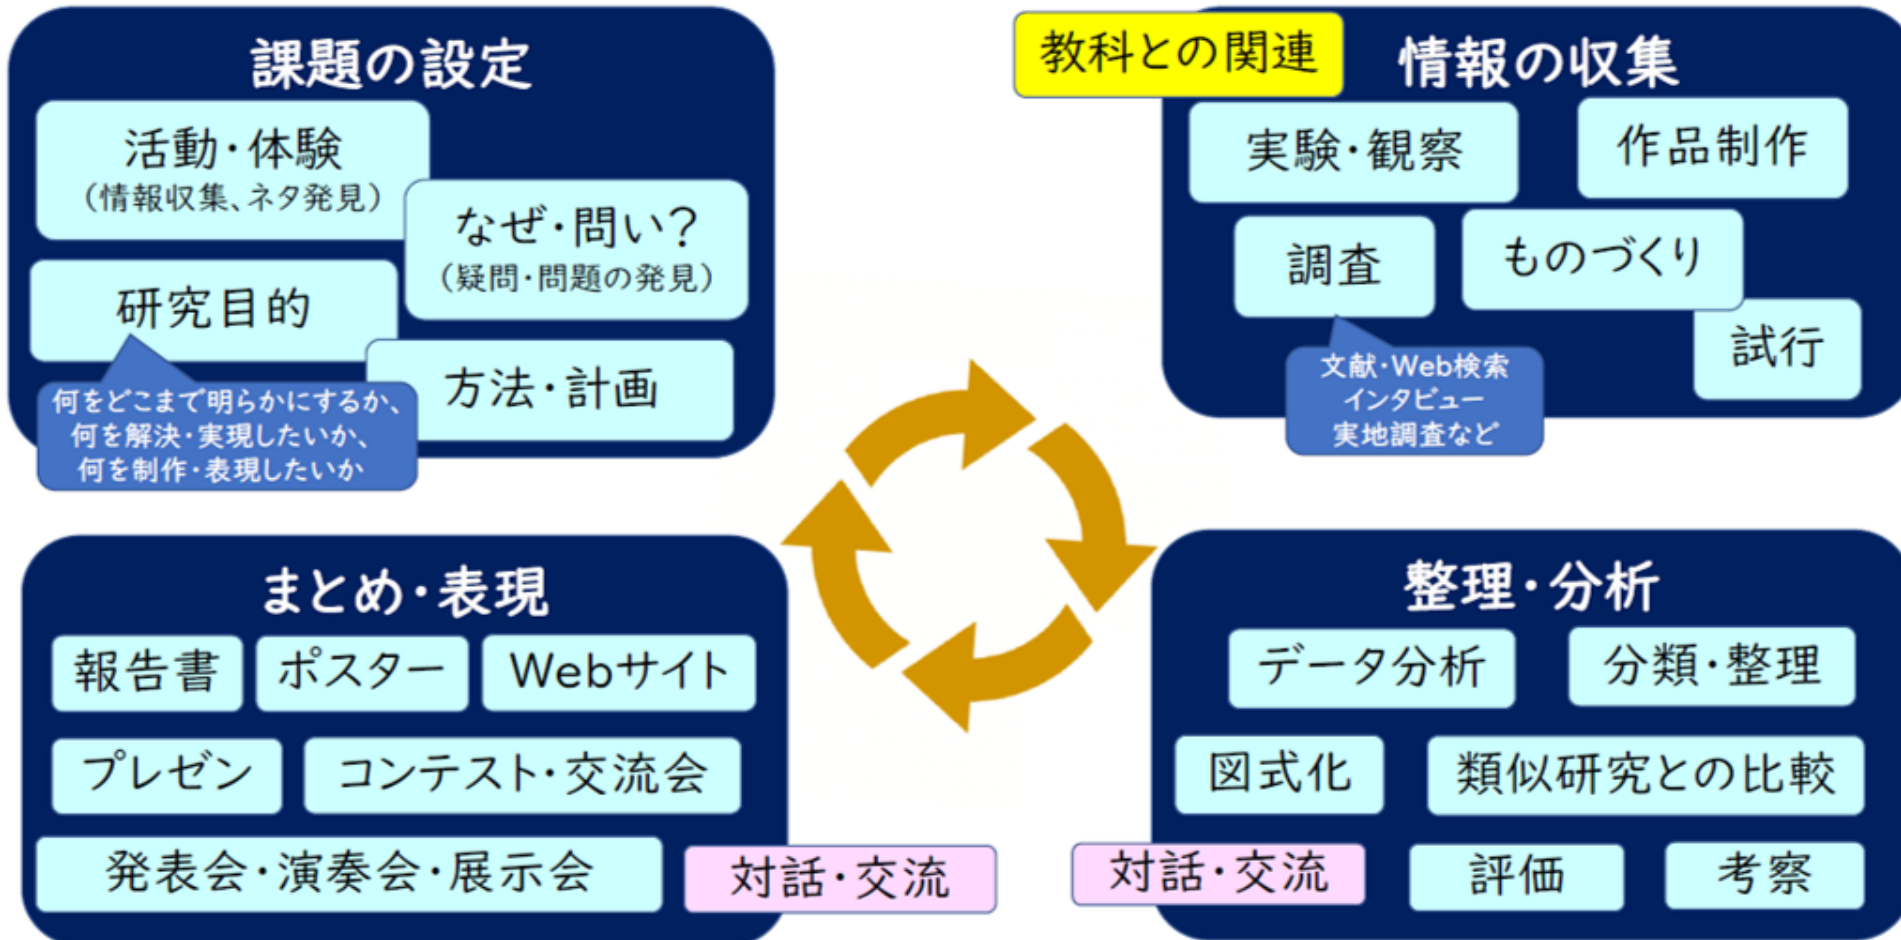 課題の設定
活動・体験
（情報収集、ネタ発見）
なぜ・問い？
（疑問・問題の発見）
研究目的
何をどこまで明らかにするか、
何を解決・実現したいか、
何を制作・表現したいか
方法・計画
教科との関連
情報の収集
実験・観察
作品制作
調査
ものづくり
試行
文献・Web検索
インタビュー
実地調査など
まとめ・表現
報告書
ポスター
Webサイト
プレゼン
コンテスト・交流会
発表会・演奏会・展示会
対話・交流
整理・分析
データ分析
分類・整理
図式化
類似研究との比較
対話・交流
評価
考察